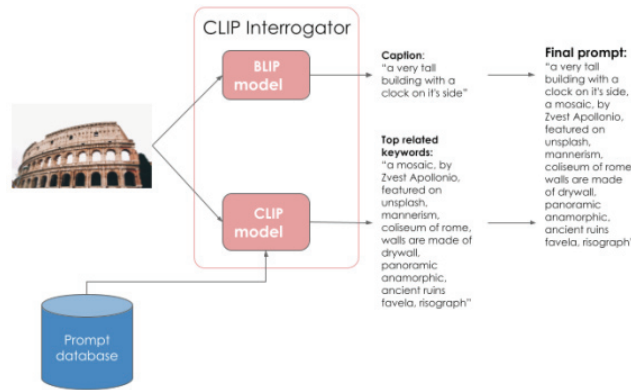 CLIP Interrogator
BLIP
model
CLIP
model
Prompt
database
Caption:
"a very tall
building with a
clock on it's side"
Top related
keywords:
"a mosaic, by
Zvest Apollonio,
featured on
unsplash,
mannerism,
coliseum of rome,
walls are made of
drywall,
panoramic
anamorphic,
ancient ruins
favela, risograph"
Final prompt:
"a very tall
building with a
clock on it's side,
a mosaic, by
Zvest Apollonio,
featured on
unsplash,
mannerism,
coliseum of rome
walls are made
of drywall,
panoramic
anamorphic,
ancient ruins
favela, risograph"